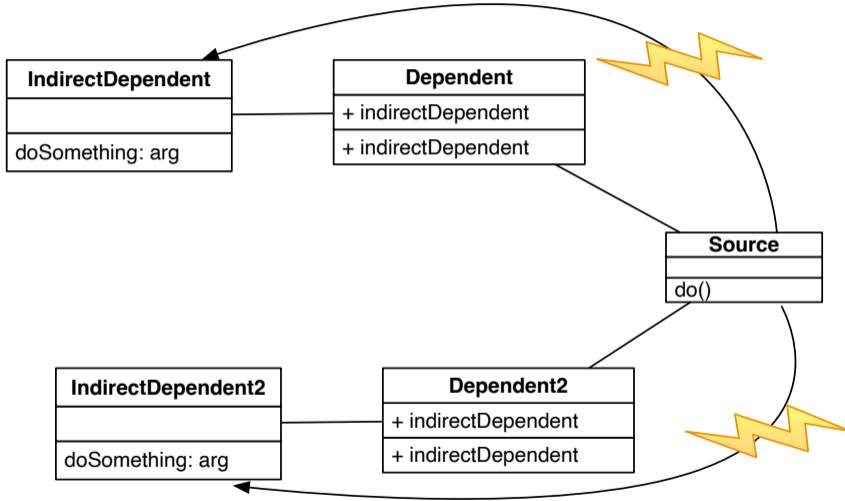 IndirectDependent
doSomething: arg
Dependent
+ indirectDependent
+ indirectDependent
Source
do()
IndirectDependent2
doSomething: arg
Dependent2
+ indirectDependent
+ indirectDependent